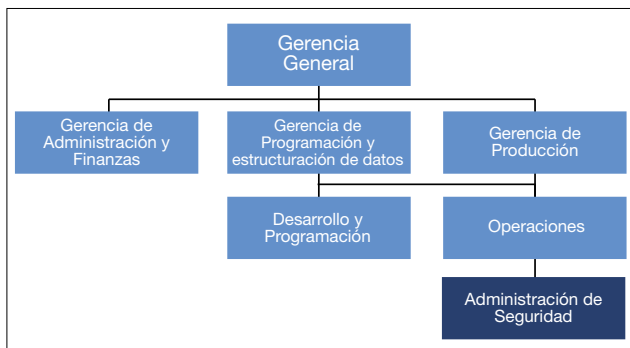 Gerencia
General
Gerencia de
Administración y
Finanzas
Gerencia de
Programación y
estructuración de datos
Gerencia de
Producción
Desarrollo y
Programación
Operaciones
Administración de
Seguridad